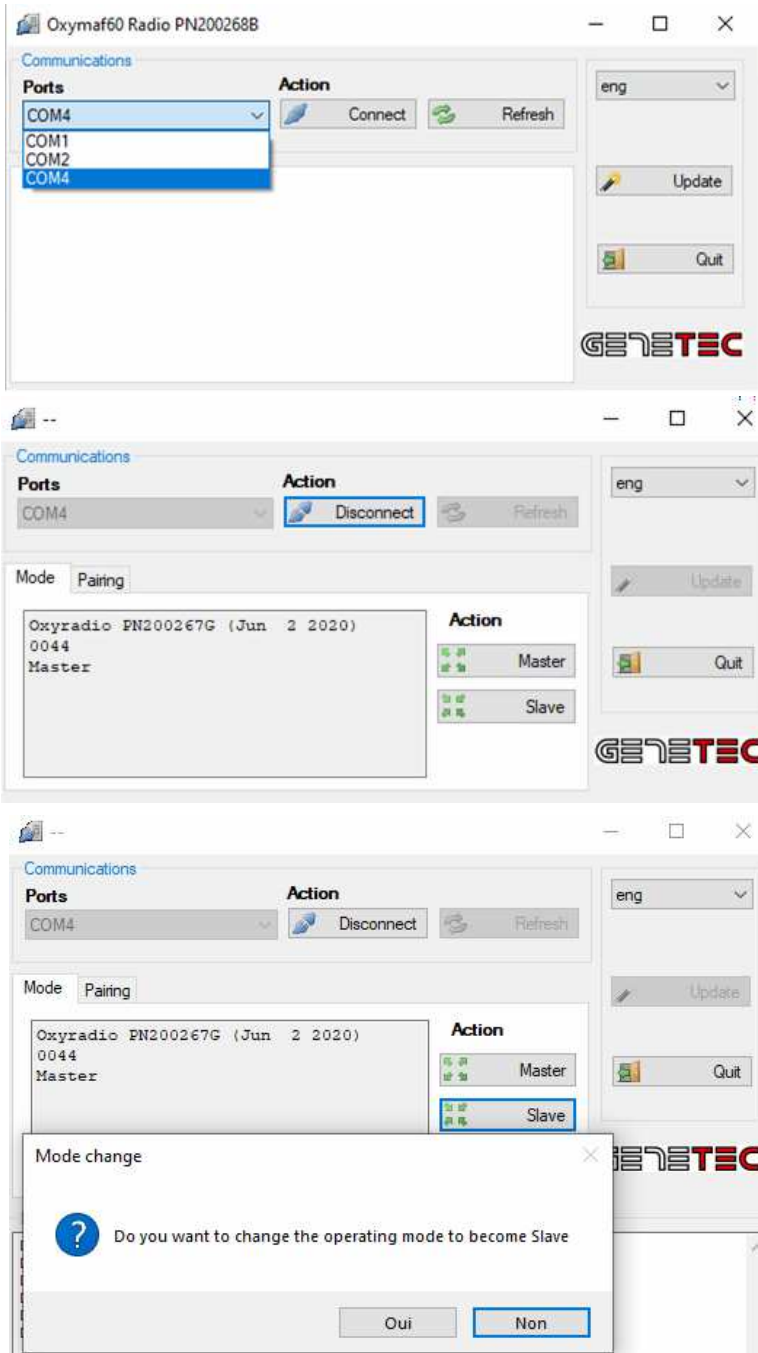 Oxymaf60 Radio PN200268B
Communications
Ports
Action
eng
COM4
Connect
Refresh
COM1
COM2
COM4
Update
Quit
GENETEC
--
Communications
Ports
Action
eng
COM4
Disconnect
Refresh
Mode
Pairing
Update
Oxyradio PN200267G (Jun  2 2020)
0044
Master
Action
Master
Slave
Quit
GENETEC
--
Communications
Ports
Action
eng
COM4
Disconnect
Refresh
Mode
Pairing
Update
Oxyradio PN200267G (Jun  2 2020)
0044
Master
Action
Master
Slave
Quit
Mode change
Do you want to change the operating mode to become Slave
Oui
Non